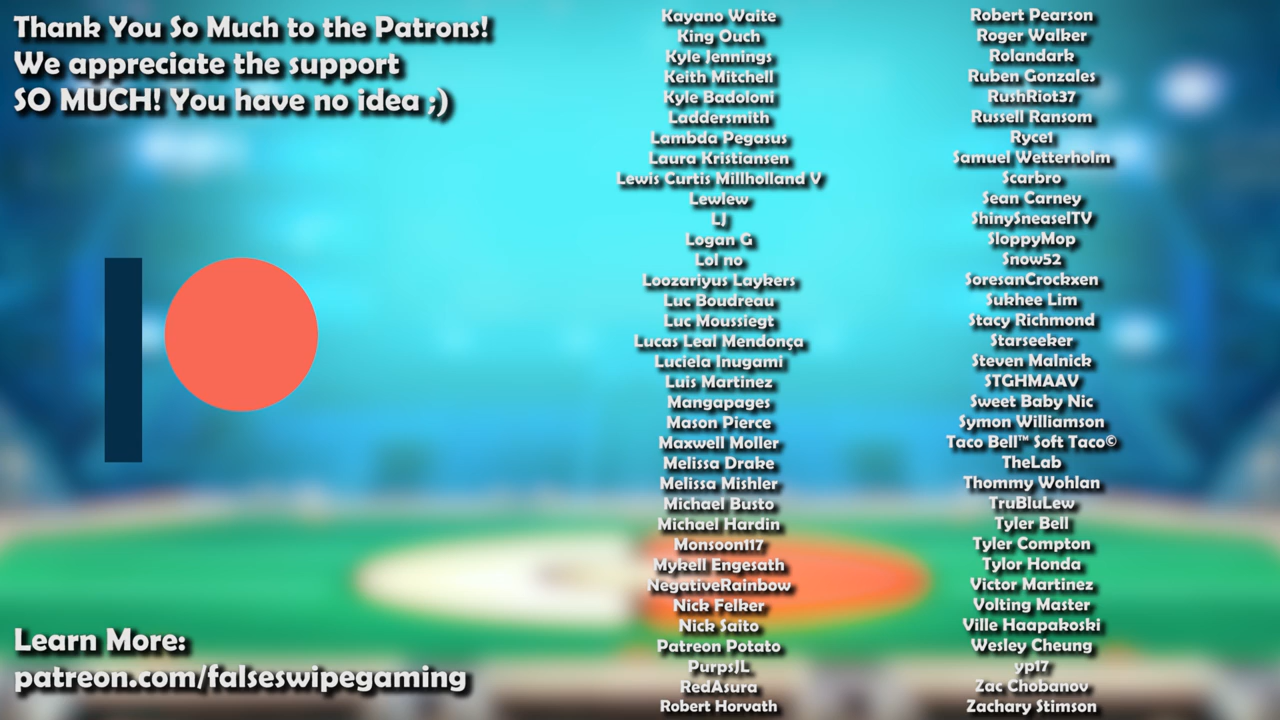 Thank You So Much to the Patrons!
We appreciate the support
SO MUCH! You have no idea ;)
Kayano Waite
King Ouch
Kyle Jennings
Keith Mitchell
Kyle Badoloni
Laddersmith
Lambda Pegasus
Laura Kristiansen
Lewis Curtis Millholland V
Lewlew
LJ
Logan G
Lol no
Loozariyus Laykers
Luc Boudreau
Luc Moussiegt
Lucas Leal Mendonça
Luciela Inugami
Luis Martinez
Mangapages
Mason Pierce
Maxwell Moller
Melissa Drake
Melissa Mishler
Michael Busto
Michael Hardin
Monsoon117
Mykell Engesath
NegativeRainbow
Nick Felker
Nick Saito
Patreon Potato
PurpsJL
RedAsura
Robert Horvath
Robert Pearson
Roger Walker
Rolandark
Ruben Gonzales
RushRiot37
Russell Ransom
Ryce1
Samuel Wetterholm
Scarbro
Sean Carney
ShinySneaselTV
SloppyMop
Snow52
SoresanCrockxen
Sukhee Lim
Stacy Richmond
Starseeker
Steven Malnick
STGHMAAV
Sweet Baby Nic
Symon Williamson
Taco Bell™ Soft Taco©
TheLab
Thommy Wohlan
TruBluLew
Tyler Bell
Tyler Compton
Tylor Honda
Victor Martinez
Volting Master
Ville Haapakoski
Wesley Cheung
yp17
Zac Chobanov
Zachary Stimson
Learn More:
patreon.com/falseswipegaming